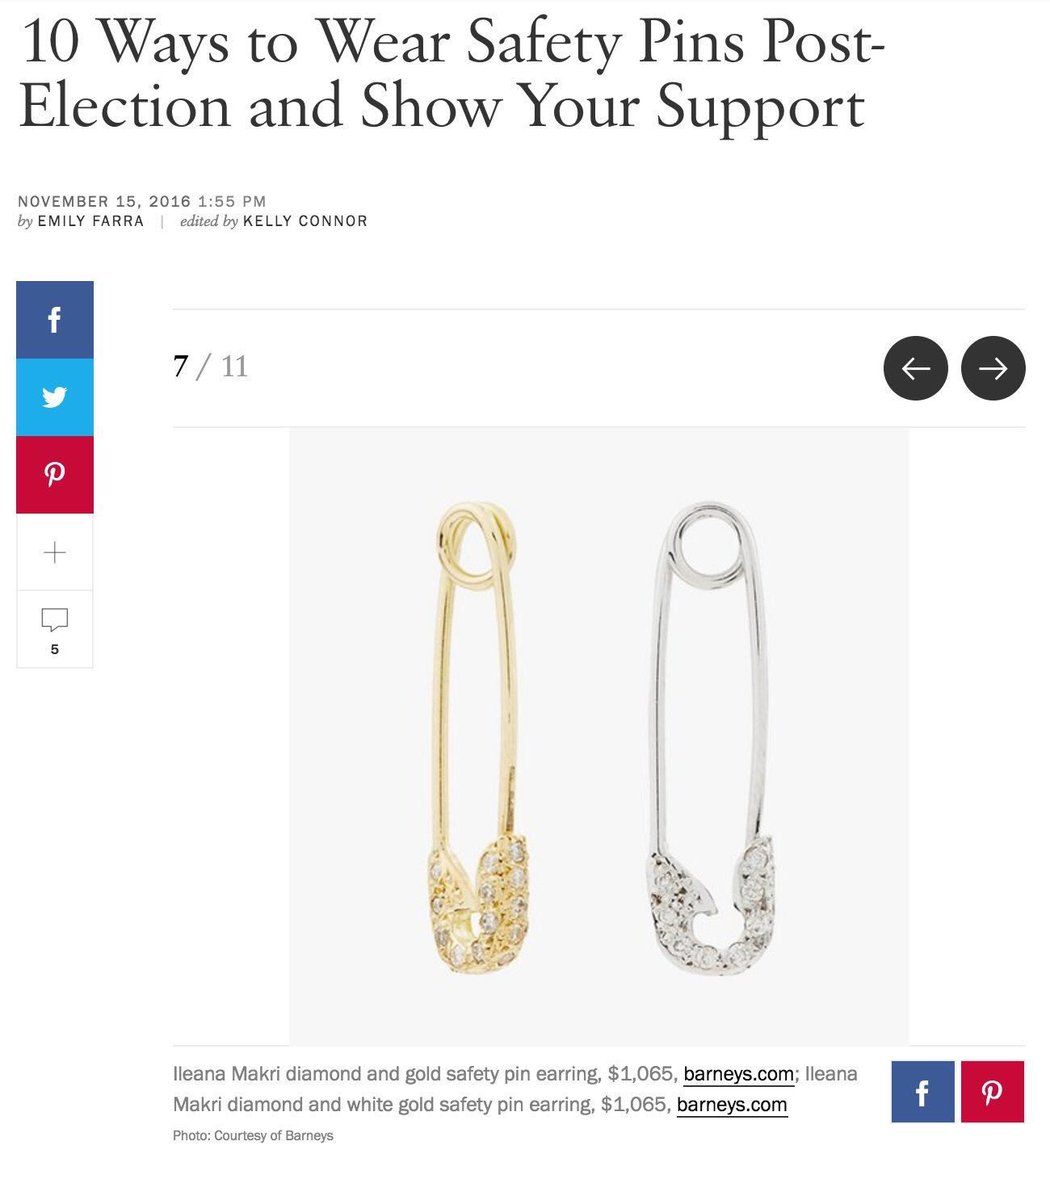 10 Ways to Wear Safety Pins Post-
Election and Show Your Support
NOVEMBER 15, 2016 1:55 PM
by EMILY FARRA | edited by KELLY CONNOR
7 / 11
5
Ileana Makri diamond and gold safety pin earring, $1,065, barneys.com; Ileana
Makri diamond and white gold safety pin earring, $1,065, barneys.com
Photo: Courtesy of Barneys